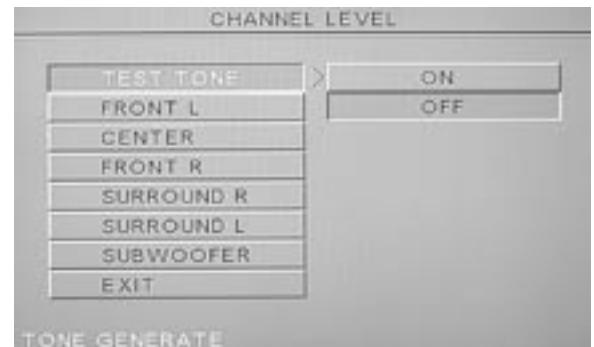 CHANNEL LEVEL
TEST TONE > ON
FRONT L OFF
CENTER
FRONT R
SURROUND R
SURROUND L
SUBWOOFER
EXIT
TONE GENERATE